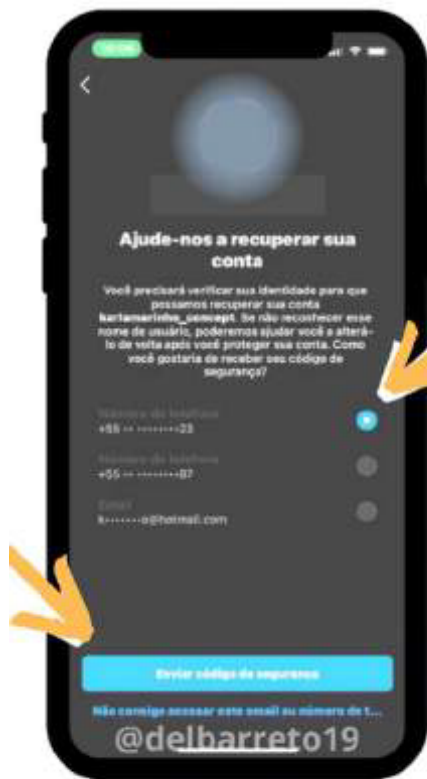 Ajude-nos a recuperar sua
conta
Você precisará verificar sua identidade para que
possamos recuperar sua conta
karlamarinho_concept. Se não reconhecer esse
nome de usuário, poderemos ajudar você a alterá-
lo de volta após você proteger sua conta. Como
você gostaria de receber seu código de
segurança?
Número de telefone
+55 •• •••••••23
Número de telefone
+55 •• •••••••87
Email
k•••••••o@hotmail.com
Enviar código de segurança
Não consigo acessar este email ou número de t...
@delbarreto19